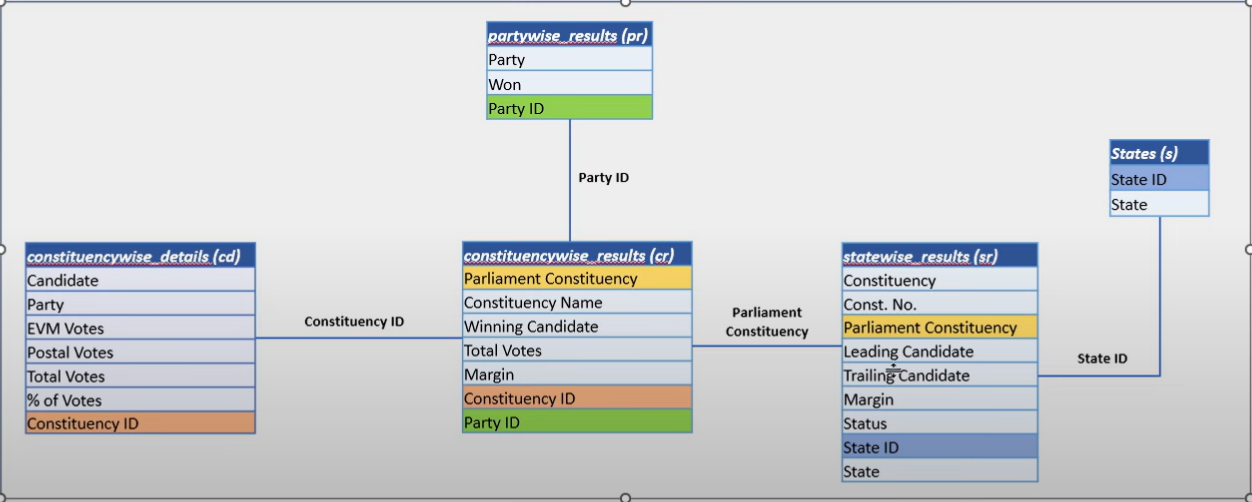 partywise_results (pr)
Party
Won
Party ID
Party ID
States (s)
State ID
State
constituencywise_details (cd)
Candidate
Party
EVM Votes
Postal Votes
Total Votes
% of Votes
Constituency ID
Constituency ID
constituencywise_results (cr)
Parliament Constituency
Constituency Name
Winning Candidate
Total Votes
Margin
Constituency ID
Party ID
Parliament
Constituency
statewise_results (sr)
Constituency
Const. No.
Parliament Constituency
Leading Candidate
Trailing Candidate
Margin
Status
State ID
State
State ID